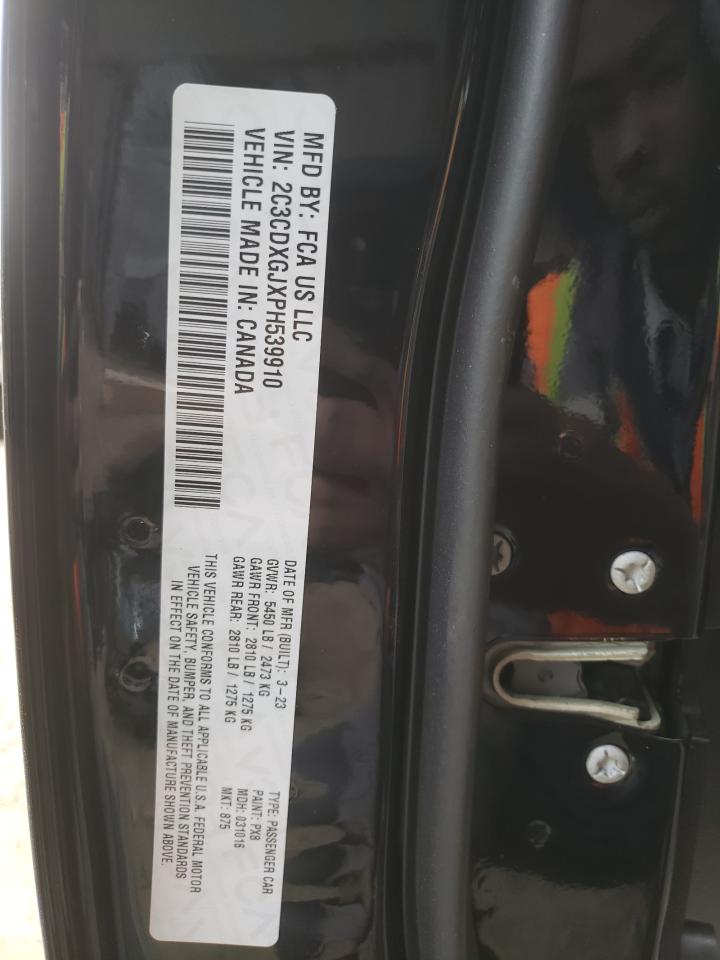 MFD BY: FCA US LLC
VIN: 2C3CDXGJXPH539910
VEHICLE MADE IN: CANADA
DATE OF MFR (BUILT): 3-23
GVWR: 5450 LB / 2473 KG
GAWR FRONT: 2810 LB / 1275 KG
GAWR REAR: 2810 LB / 1275 KG
TYPE: PASSENGER CAR
PAINT: PX8
MDH: 031016
MKT: 875
THIS VEHICLE CONFORMS TO ALL APPLICABLE U.S.A. FEDERAL MOTOR
VEHICLE SAFETY, BUMPER, AND THEFT PREVENTION STANDARDS
IN EFFECT ON THE DATE OF MANUFACTURE SHOWN ABOVE.